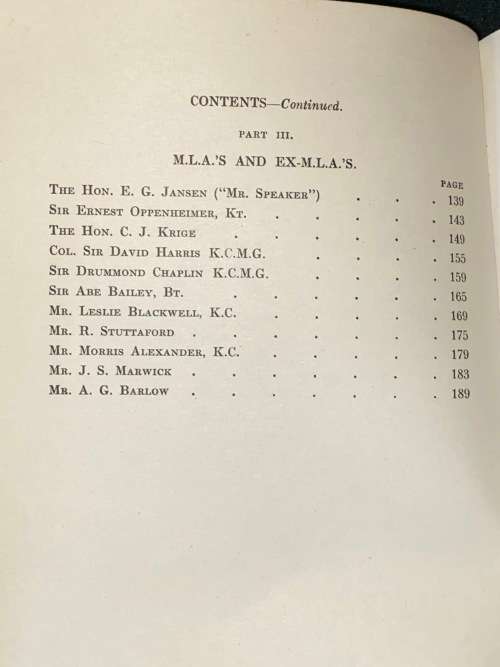 CONTENTS—Continued.
PART III.
M.L.A.'S AND EX-M.L.A.'S.
PAGE
THE HON. E. G. JANSEN ("MR. SPEAKER") . . . 139
SIR ERNEST OPPENHEIMER, KT. . . . . . 143
THE HON. C. J. KRIGE . . . . . . 149
COL. SIR DAVID HARRIS K.C.M.G. . . . . 155
SIR DRUMMOND CHAPLIN K.C.M.G. . . . . 159
SIR ABE BAILEY, BT. . . . . . . 165
MR. LESLIE BLACKWELL, K.C. . . . . . 169
MR. R. STUTTAFORD . . . . . . . 175
MR. MORRIS ALEXANDER, K.C. . . . . . 179
MR. J. S. MARWICK . . . . . . . 183
MR. A. G. BARLOW . . . . . . . 189